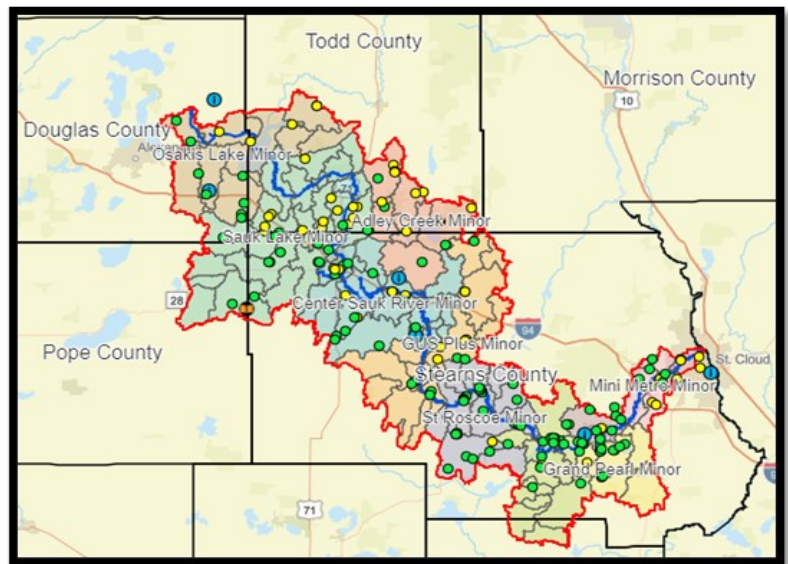 Todd County
Morrison County
10
Douglas County
Osakis Lake Minor
Adley Creek Minor
Sauk Lake Minor
28
Center Sauk River Minor
94
Pope County
GUS Plus Minor
St. Cloud
Stearns County
Mini Metro Minor
St Roscoe Minor
Grand Pearl Minor
71